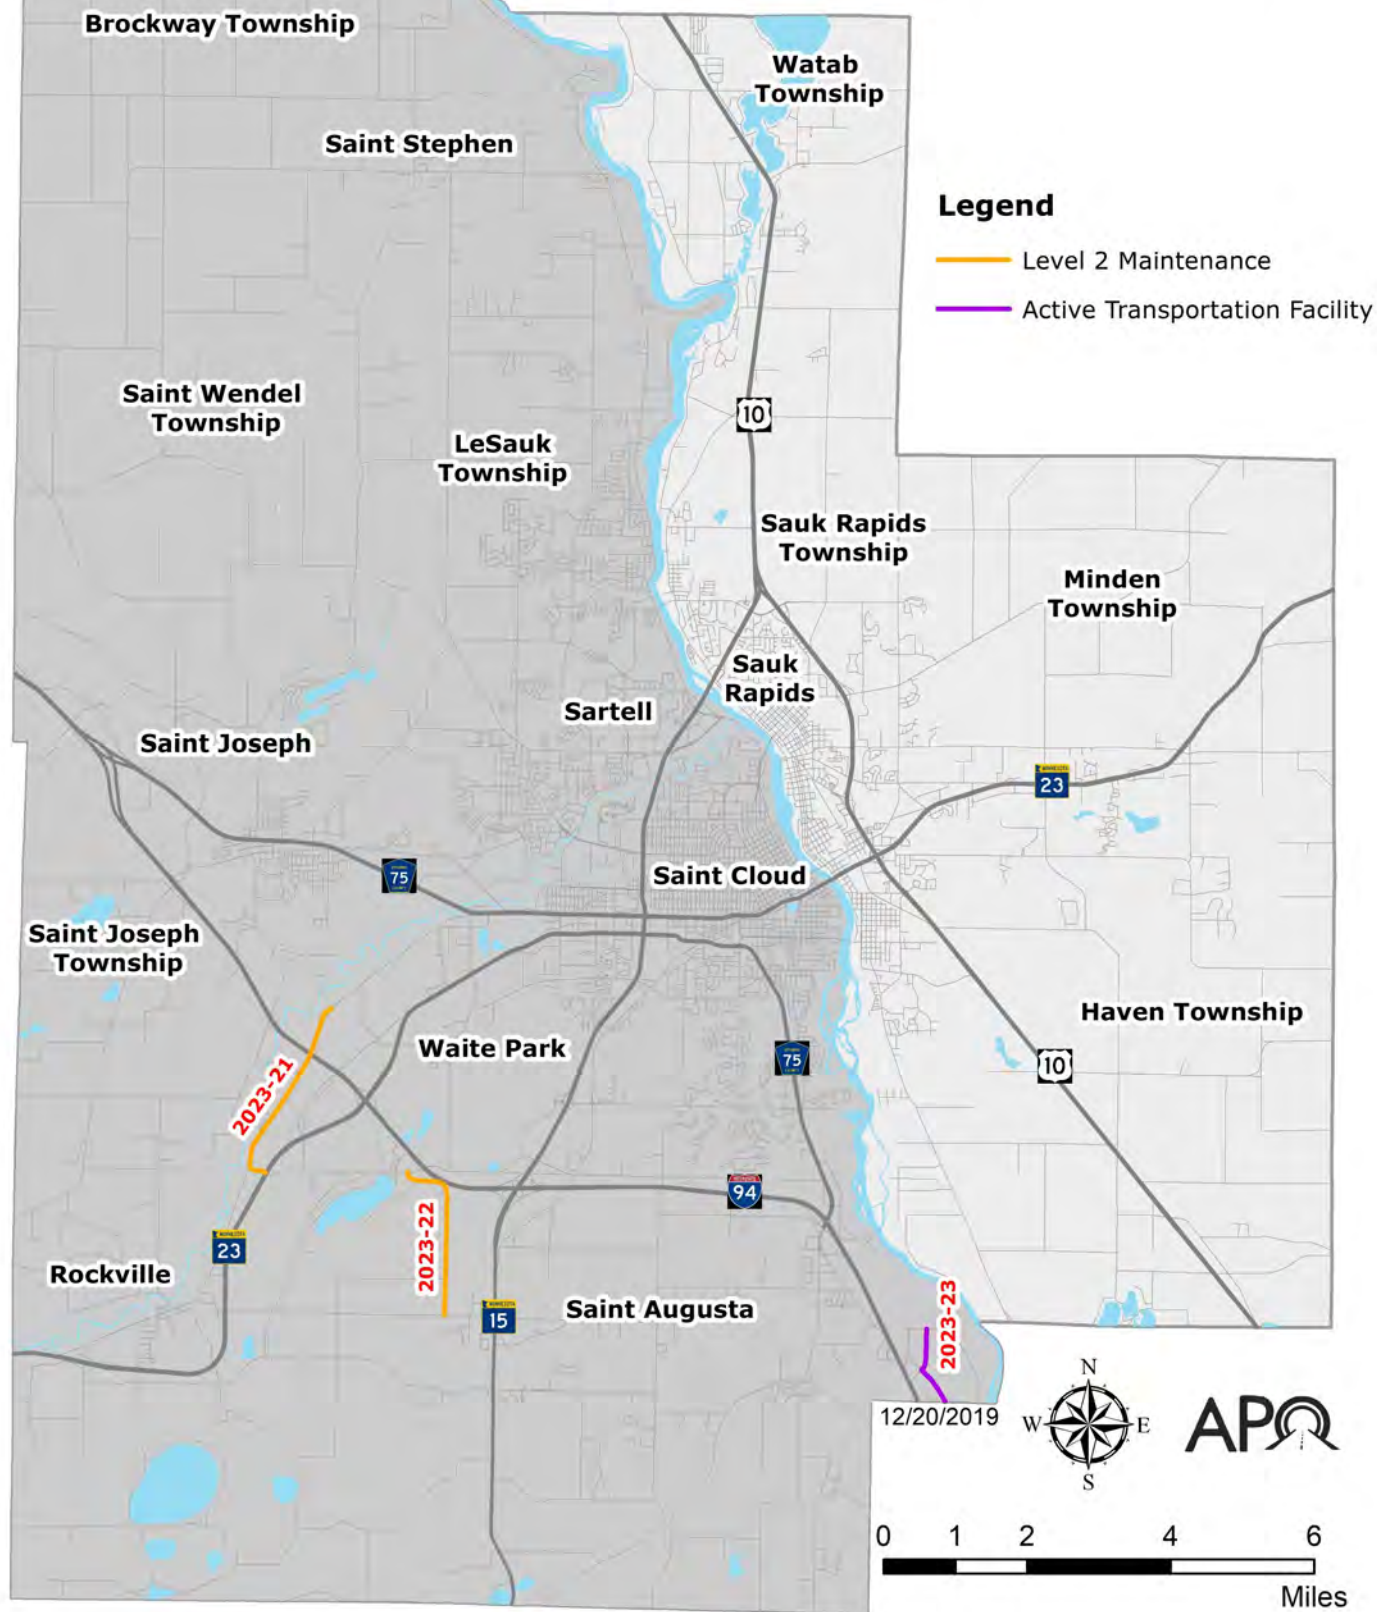 Brockway Township
Watab
Township
Saint Stephen
Legend
Level 2 Maintenance
Active Transportation Facility
Saint Wendel
Township
10
LeSauk
Township
Sauk Rapids
Township
Minden
Township
Sauk
Rapids
Sartell
Saint Joseph
MINNESOTA
23
75
Saint Cloud
Saint Joseph
Township
Haven Township
Waite Park
75
10
2023-21
94
2023-22
MINNESOTA
23
Rockville
MINNESOTA
15
Saint Augusta
2023-23
12/20/2019
N
W
E
S
APO
0 1 2 4 6
Miles